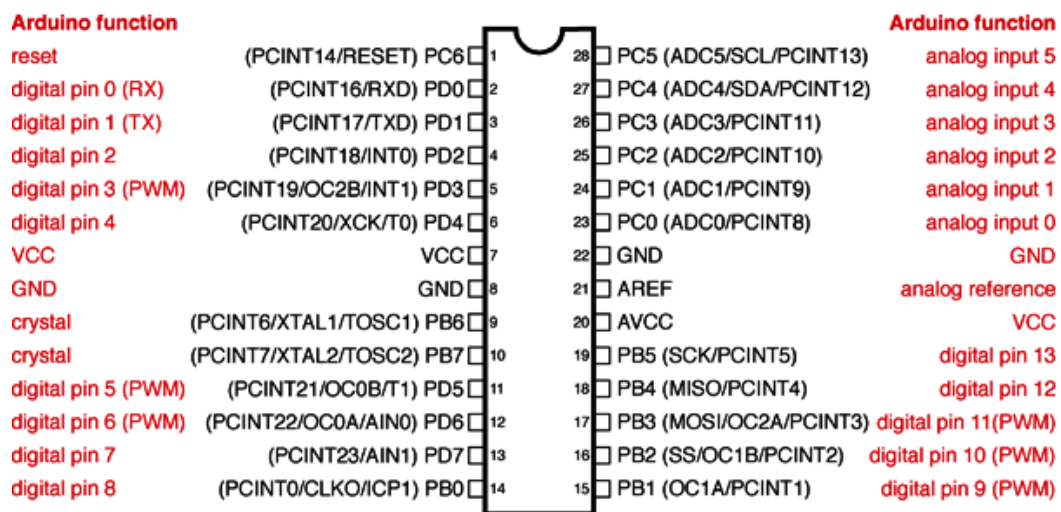 Arduino function Arduino function
reset (PCINT14/RESET) PC6 1 28 PC5 (ADC5/SCL/PCINT13) analog input 5
digital pin 0 (RX) (PCINT16/RXD) PD0 2 27 PC4 (ADC4/SDA/PCINT12) analog input 4
digital pin 1 (TX) (PCINT17/TXD) PD1 3 26 PC3 (ADC3/PCINT11) analog input 3
digital pin 2 (PCINT18/INT0) PD2 4 25 PC2 (ADC2/PCINT10) analog input 2
digital pin 3 (PWM) (PCINT19/OC2B/INT1) PD3 5 24 PC1 (ADC1/PCINT9) analog input 1
digital pin 4 (PCINT20/XCK/T0) PD4 6 23 PC0 (ADC0/PCINT8) analog input 0
VCC VCC 7 22 GND GND
GND GND 8 21 AREF analog reference
crystal (PCINT6/XTAL1/TOSC1) PB6 9 20 AVCC VCC
crystal (PCINT7/XTAL2/TOSC2) PB7 10 19 PB5 (SCK/PCINT5) digital pin 13
digital pin 5 (PWM) (PCINT21/OC0B/T1) PD5 11 18 PB4 (MISO/PCINT4) digital pin 12
digital pin 6 (PWM) (PCINT22/OC0A/AIN0) PD6 12 17 PB3 (MOSI/OC2A/PCINT3) digital pin 11(PWM)
digital pin 7 (PCINT23/AIN1) PD7 13 16 PB2 (SS/OC1B/PCINT2) digital pin 10 (PWM)
digital pin 8 (PCINT0/CLKO/ICP1) PB0 14 15 PB1 (OC1A/PCINT1) digital pin 9 (PWM)